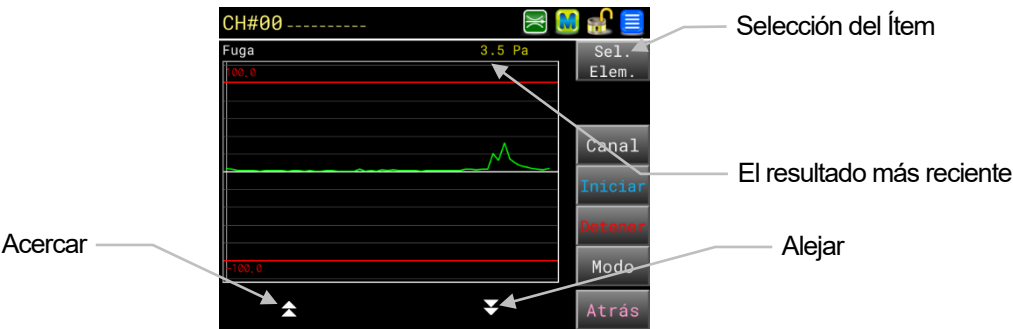 CH#00 ----------
Selección del Ítem
Fuga 3.5 Pa
Sel.
Elem.
100.0
Canal
El resultado más reciente
Iniciar
Detener
Acercar
Alejar
-100.0
Modo
Atrás